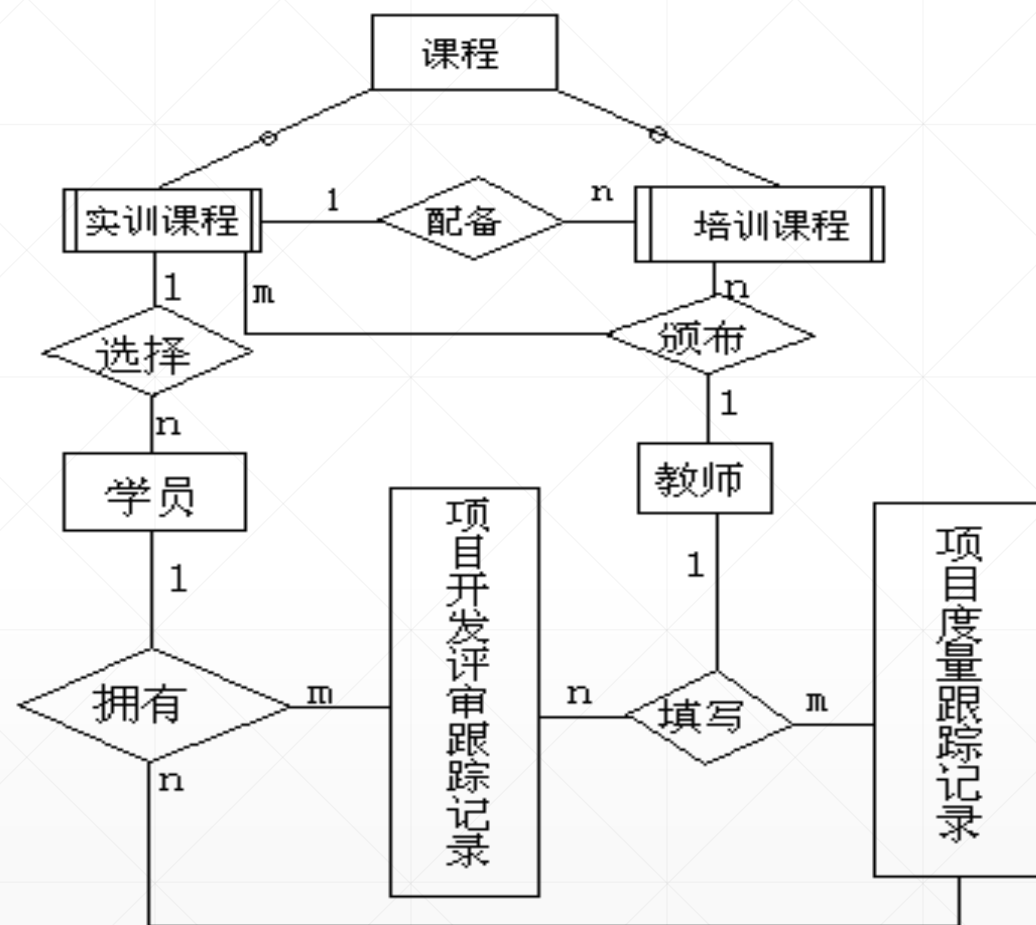 课程
实训课程
1
配备
n
培训课程
1
m
n
选择
颁布
n
1
学员
教师
项目开发评审跟踪记录
项目度量跟踪记录
1
1
拥有
m
n
填写
m
n